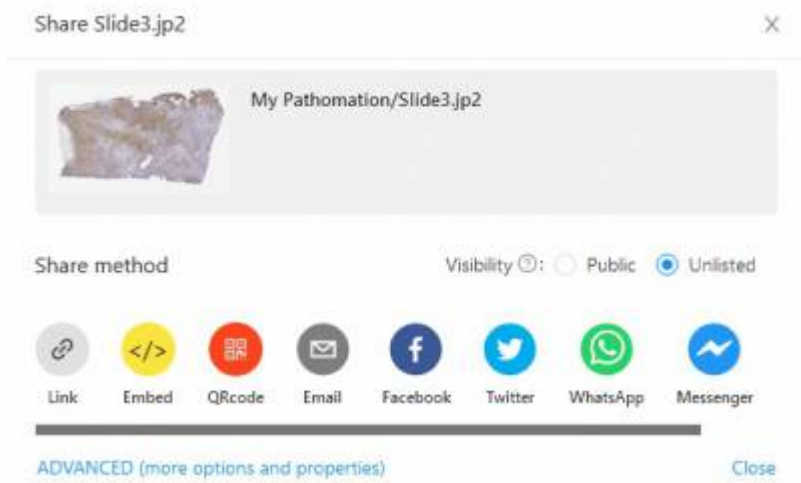 Share Slide3.jp2
My Pathomation/Slide3.jp2
Share method
Visibility ?: Public Unlisted
</>
Link Embed QRcode Email Facebook Twitter WhatsApp Messenger
ADVANCED (more options and properties) Close